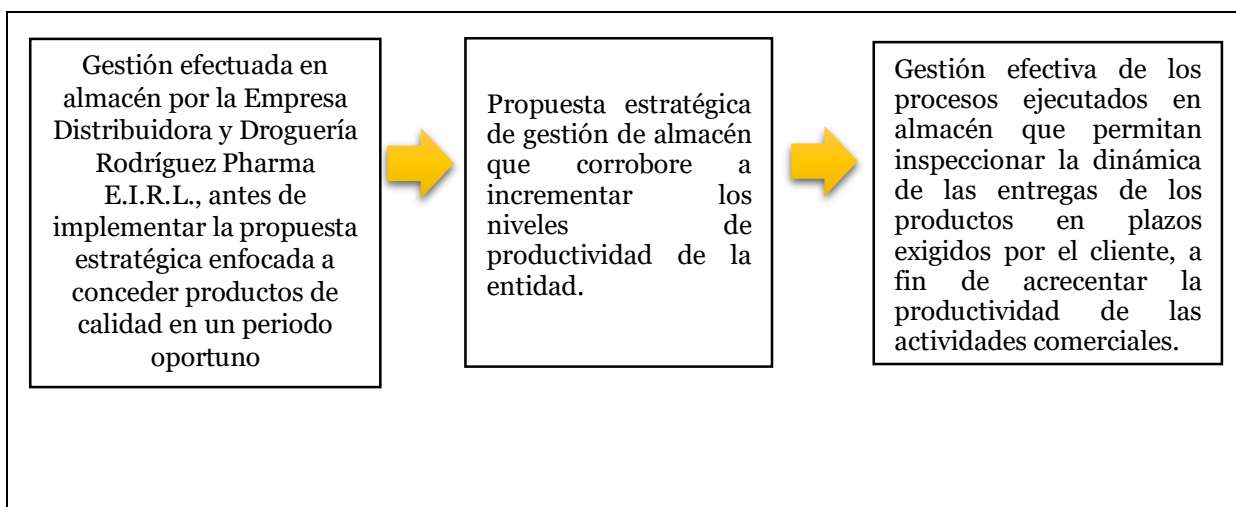 Gestión efectuada en
almacén por la Empresa
Distribuidora y Droguería
Rodríguez Pharma
E.I.R.L., antes de
implementar la propuesta
estratégica enfocada a
conceder productos de
calidad en un periodo
oportuno
Propuesta estratégica
de gestión de almacén
que corrobore a
incrementar los
niveles de
productividad de la
entidad.
Gestión efectiva de los
procesos ejecutados en
almacén que permitan
inspeccionar la dinámica
de las entregas de los
productos en plazos
exigidos por el cliente, a
fin de acrecentar la
productividad de las
actividades comerciales.